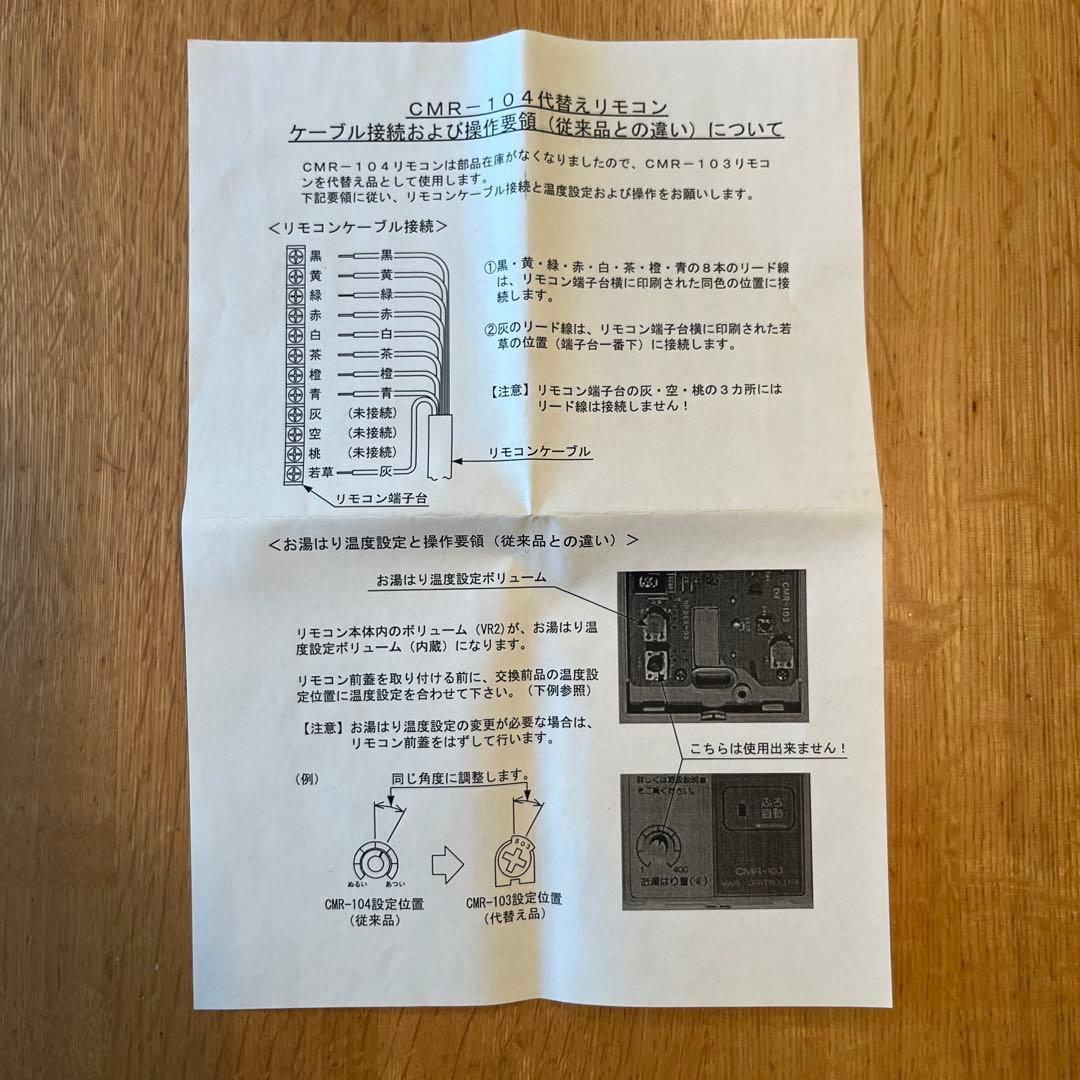 CMR-104代替えリモコン
ケーブル接続および操作要領(従来品との違い)について
CMR-104リモコンは部品在庫がなくなりましたので、CMR-103リモコ
ンを代替え品として使用します。
下記要領に従い、リモコンケーブル接続と温度設定および操作をお願いします。
<リモコンケーブル接続>
黒 黒
黄 黄
緑 緑
赤 赤
白 白
茶 茶
橙 橙
青 青
灰 (未接続)
空 (未接続)
桃 (未接続)
若草 灰
リモコン端子台
リモコンケーブル
①黒・黄・緑・赤・白・茶・橙・青の8本のリード線
は、リモコン端子台横に印刷された同色の位置に接
続します。
②灰のリード線は、リモコン端子台横に印刷された若
草の位置(端子台一番下)に接続します。
【注意】リモコン端子台の灰・空・桃の3カ所には
リード線は接続しません!
<お湯はり温度設定と操作要領(従来品との違い)>
お湯はり温度設定ボリューム
リモコン本体内のボリューム(VR2)が、お湯はり温
度設定ボリューム(内蔵)になります。
リモコン前蓋を取り付ける前に、交換前品の温度設
定位置に温度設定を合わせて下さい。(下例参照)
【注意】お湯はり温度設定の変更が必要な場合は、
リモコン前蓋をはずして行います。
CMR-103
こちらは使用出来ません!
(例) 同じ角度に調整します。
ぬるい あつい
503
CMR-104設定位置
(従来品)
CMR-103設定位置
(代替え品)
詳しくは取扱説明書
をご覧ください。
ふろ
自動
1 400
お湯はり量(ℓ)
CMR-103
MAIN CONTROLLER